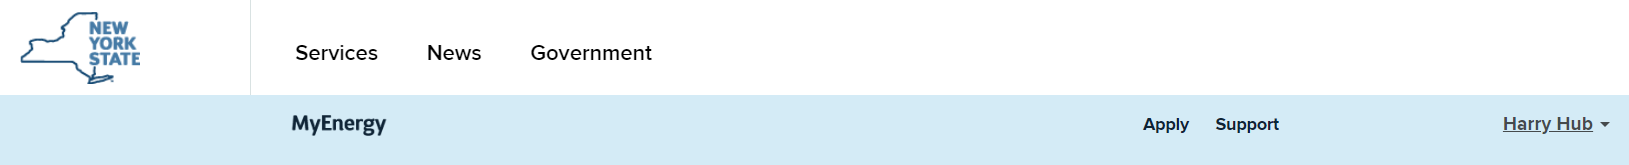 NEW
YORK
STATE
Services News Government
MyEnergy Apply Support Harry Hub